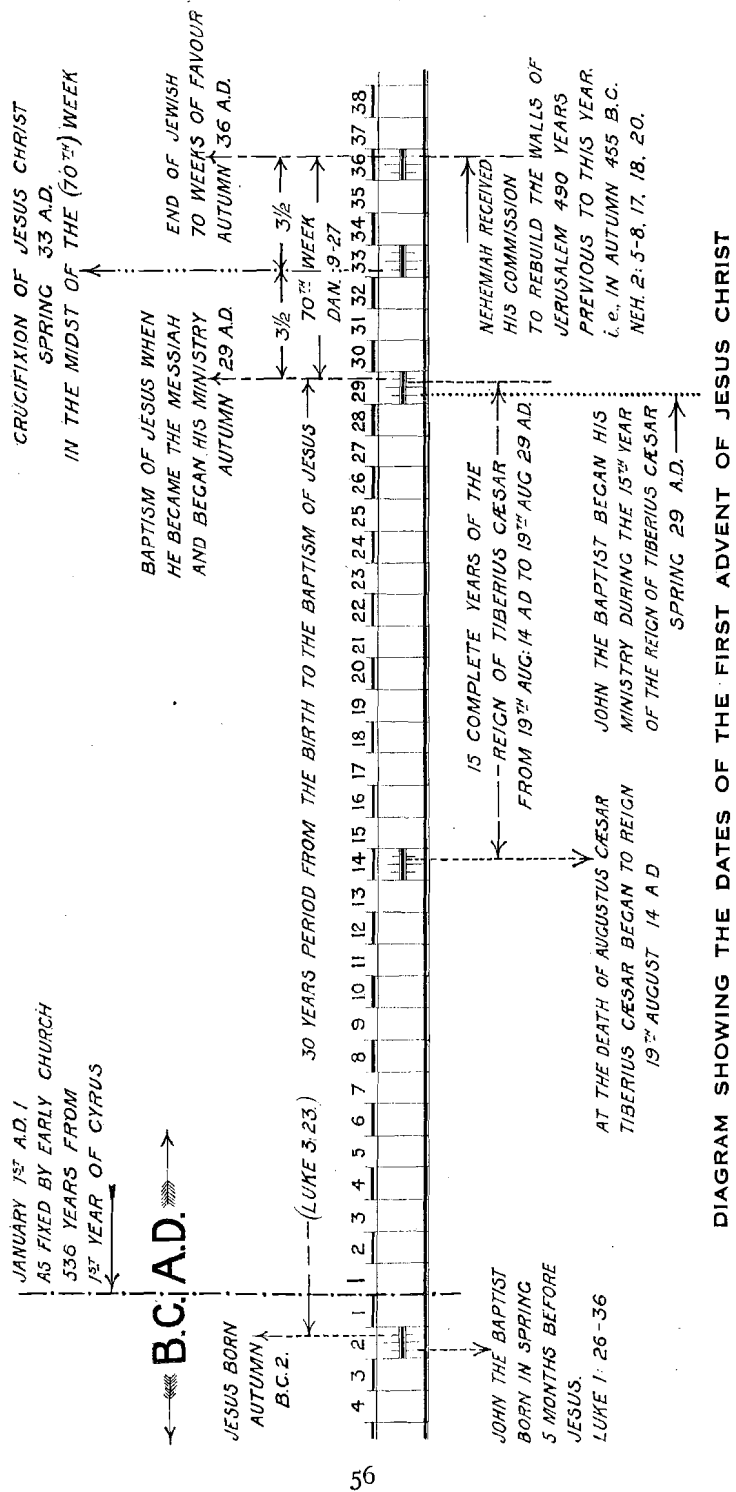 JANUARY 1ST A.D. 1
AS FIXED BY EARLY CHURCH
536 YEARS FROM
1ST YEAR OF CYRUS
B.C. A.D.
CRUCIFIXION OF JESUS CHRIST
SPRING 33 A.D.
IN THE MIDST OF THE (70TH) WEEK
BAPTISM OF JESUS WHEN
HE BECAME THE MESSIAH
AND BEGAN HIS MINISTRY
AUTUMN 29 A.D.
END OF JEWISH
70 WEEKS OF FAVOUR
AUTUMN 36 A.D.
JESUS BORN
AUTUMN
B.C. 2.
(LUKE 3:23.) 30 YEARS PERIOD FROM THE BIRTH TO THE BAPTISM OF JESUS
3½ 3½
70TH WEEK
DAN. 9-27
4 3 2 1 1 2 3 4 5 6 7 8 9 10 11 12 13 14 15 16 17 18 19 20 21 22 23 24 25 26 27 28 29 30 31 32 33 34 35 36 37 38
JOHN THE BAPTIST
BORN IN SPRING
5 MONTHS BEFORE
JESUS.
LUKE 1: 26-36
AT THE DEATH OF AUGUSTUS CÆSAR
TIBERIUS CÆSAR BEGAN TO REIGN
19TH AUGUST 14 A D
15 COMPLETE YEARS OF THE
REIGN OF TIBERIUS CÆSAR
FROM 19TH AUG: 14 AD TO 19TH AUG 29 AD.
JOHN THE BAPTIST BEGAN HIS
MINISTRY DURING THE 15TH YEAR
OF THE REIGN OF TIBERIUS CÆSAR
SPRING 29 A.D.
NEHEMIAH RECEIVED
HIS COMMISSION
TO REBUILD THE WALLS OF
JERUSALEM 490 YEARS
PREVIOUS TO THIS YEAR.
i.e., IN AUTUMN 455 B.C.
NEH. 2: 5-8, 17, 18, 20.
DIAGRAM SHOWING THE DATES OF THE FIRST ADVENT OF JESUS CHRIST
56